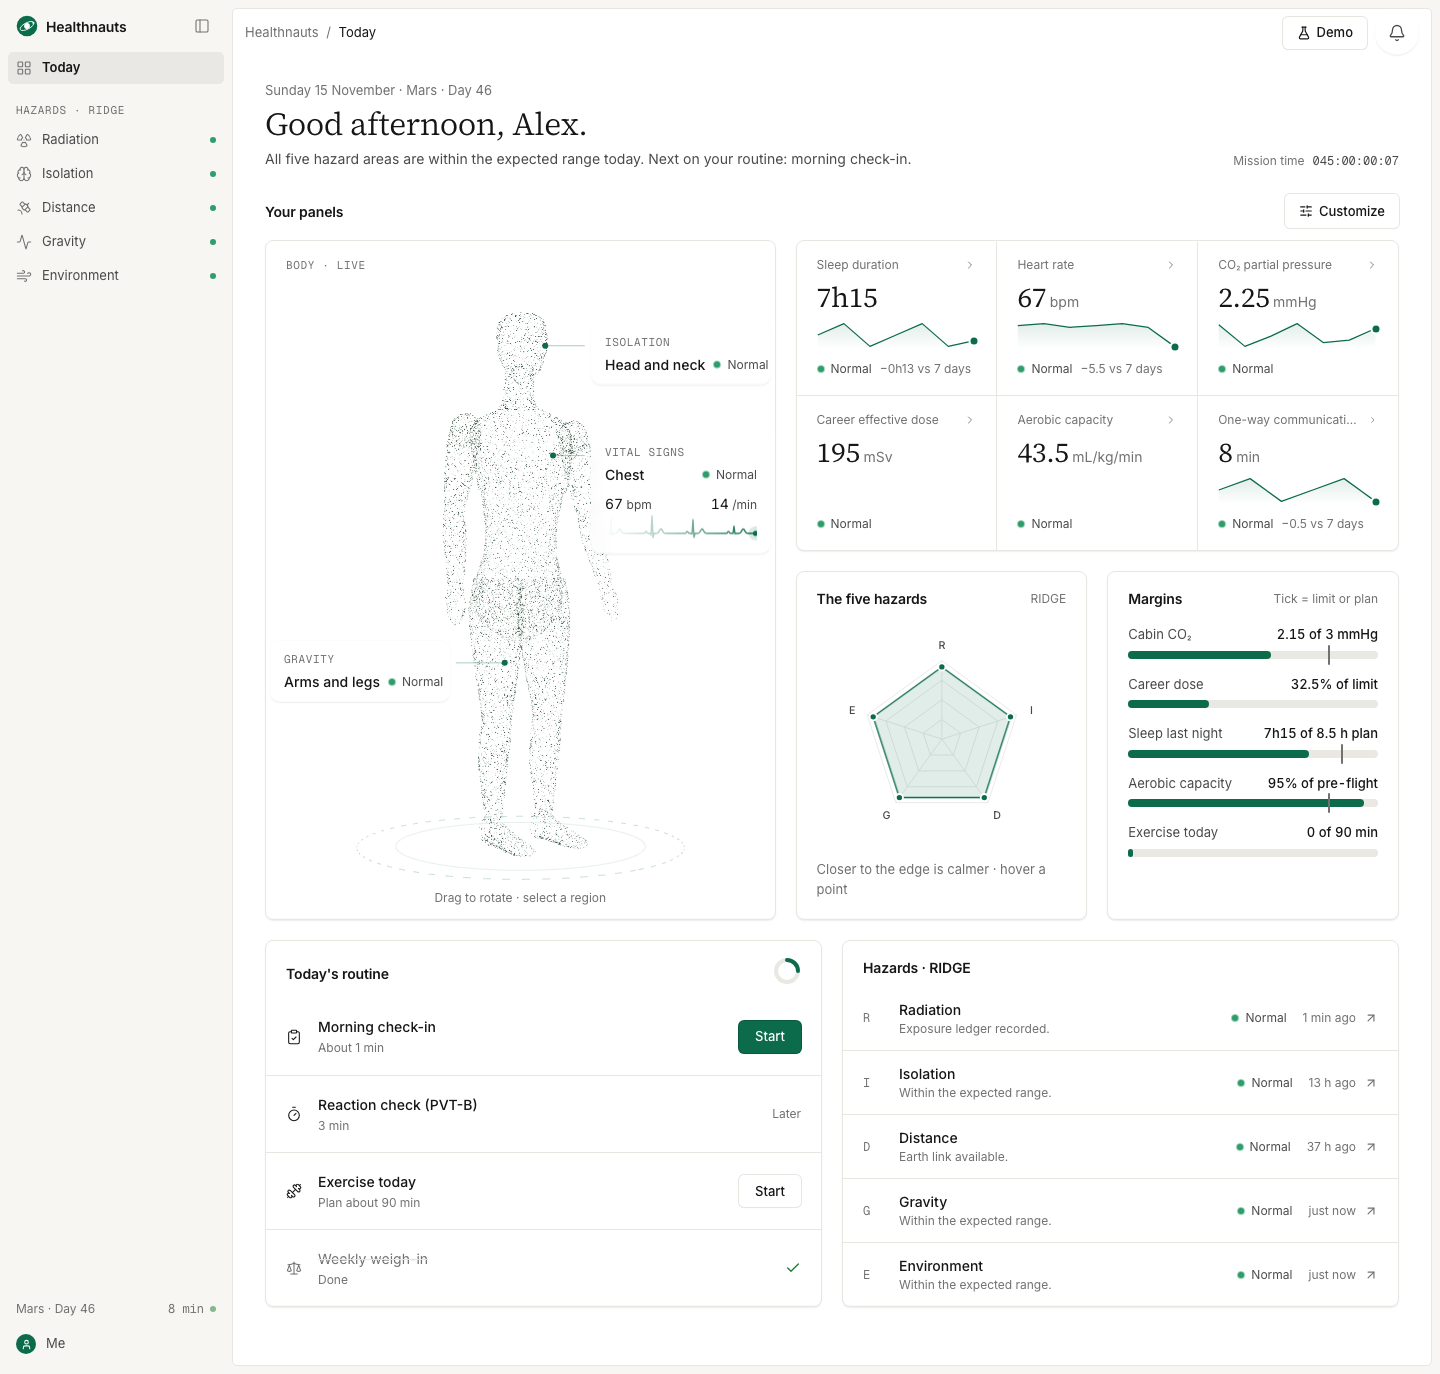 Healthnauts
Today
HAZARDS · RIDGE
Radiation
Isolation
Distance
Gravity
Environment
Mars · Day 46 8 min
Me
Healthnauts / Today
Demo
Sunday 15 November · Mars · Day 46
Good afternoon, Alex.
All five hazard areas are within the expected range today. Next on your routine: morning check-in.
Mission time 045:00:00:07
Your panels
Customize
BODY · LIVE
ISOLATION
Head and neck Normal
VITAL SIGNS
Chest Normal
67 bpm 14 /min
GRAVITY
Arms and legs Normal
Drag to rotate · select a region
Sleep duration
7h15
Normal −0h13 vs 7 days
Heart rate
67 bpm
Normal −5.5 vs 7 days
CO₂ partial pressure
2.25 mmHg
Normal
Career effective dose
195 mSv
Normal
Aerobic capacity
43.5 mL/kg/min
Normal
One-way communicati...
8 min
Normal −0.5 vs 7 days
The five hazards RIDGE
R
E I
G D
Closer to the edge is calmer · hover a
point
Margins Tick = limit or plan
Cabin CO₂ 2.15 of 3 mmHg
Career dose 32.5% of limit
Sleep last night 7h15 of 8.5 h plan
Aerobic capacity 95% of pre-flight
Exercise today 0 of 90 min
Today's routine
Morning check-in
About 1 min
Start
Reaction check (PVT-B)
3 min
Later
Exercise today
Plan about 90 min
Start
Weekly weigh-in
Done
Hazards · RIDGE
R Radiation
Exposure ledger recorded.
Normal 1 min ago
I Isolation
Within the expected range.
Normal 13 h ago
D Distance
Earth link available.
Normal 37 h ago
G Gravity
Within the expected range.
Normal just now
E Environment
Within the expected range.
Normal just now